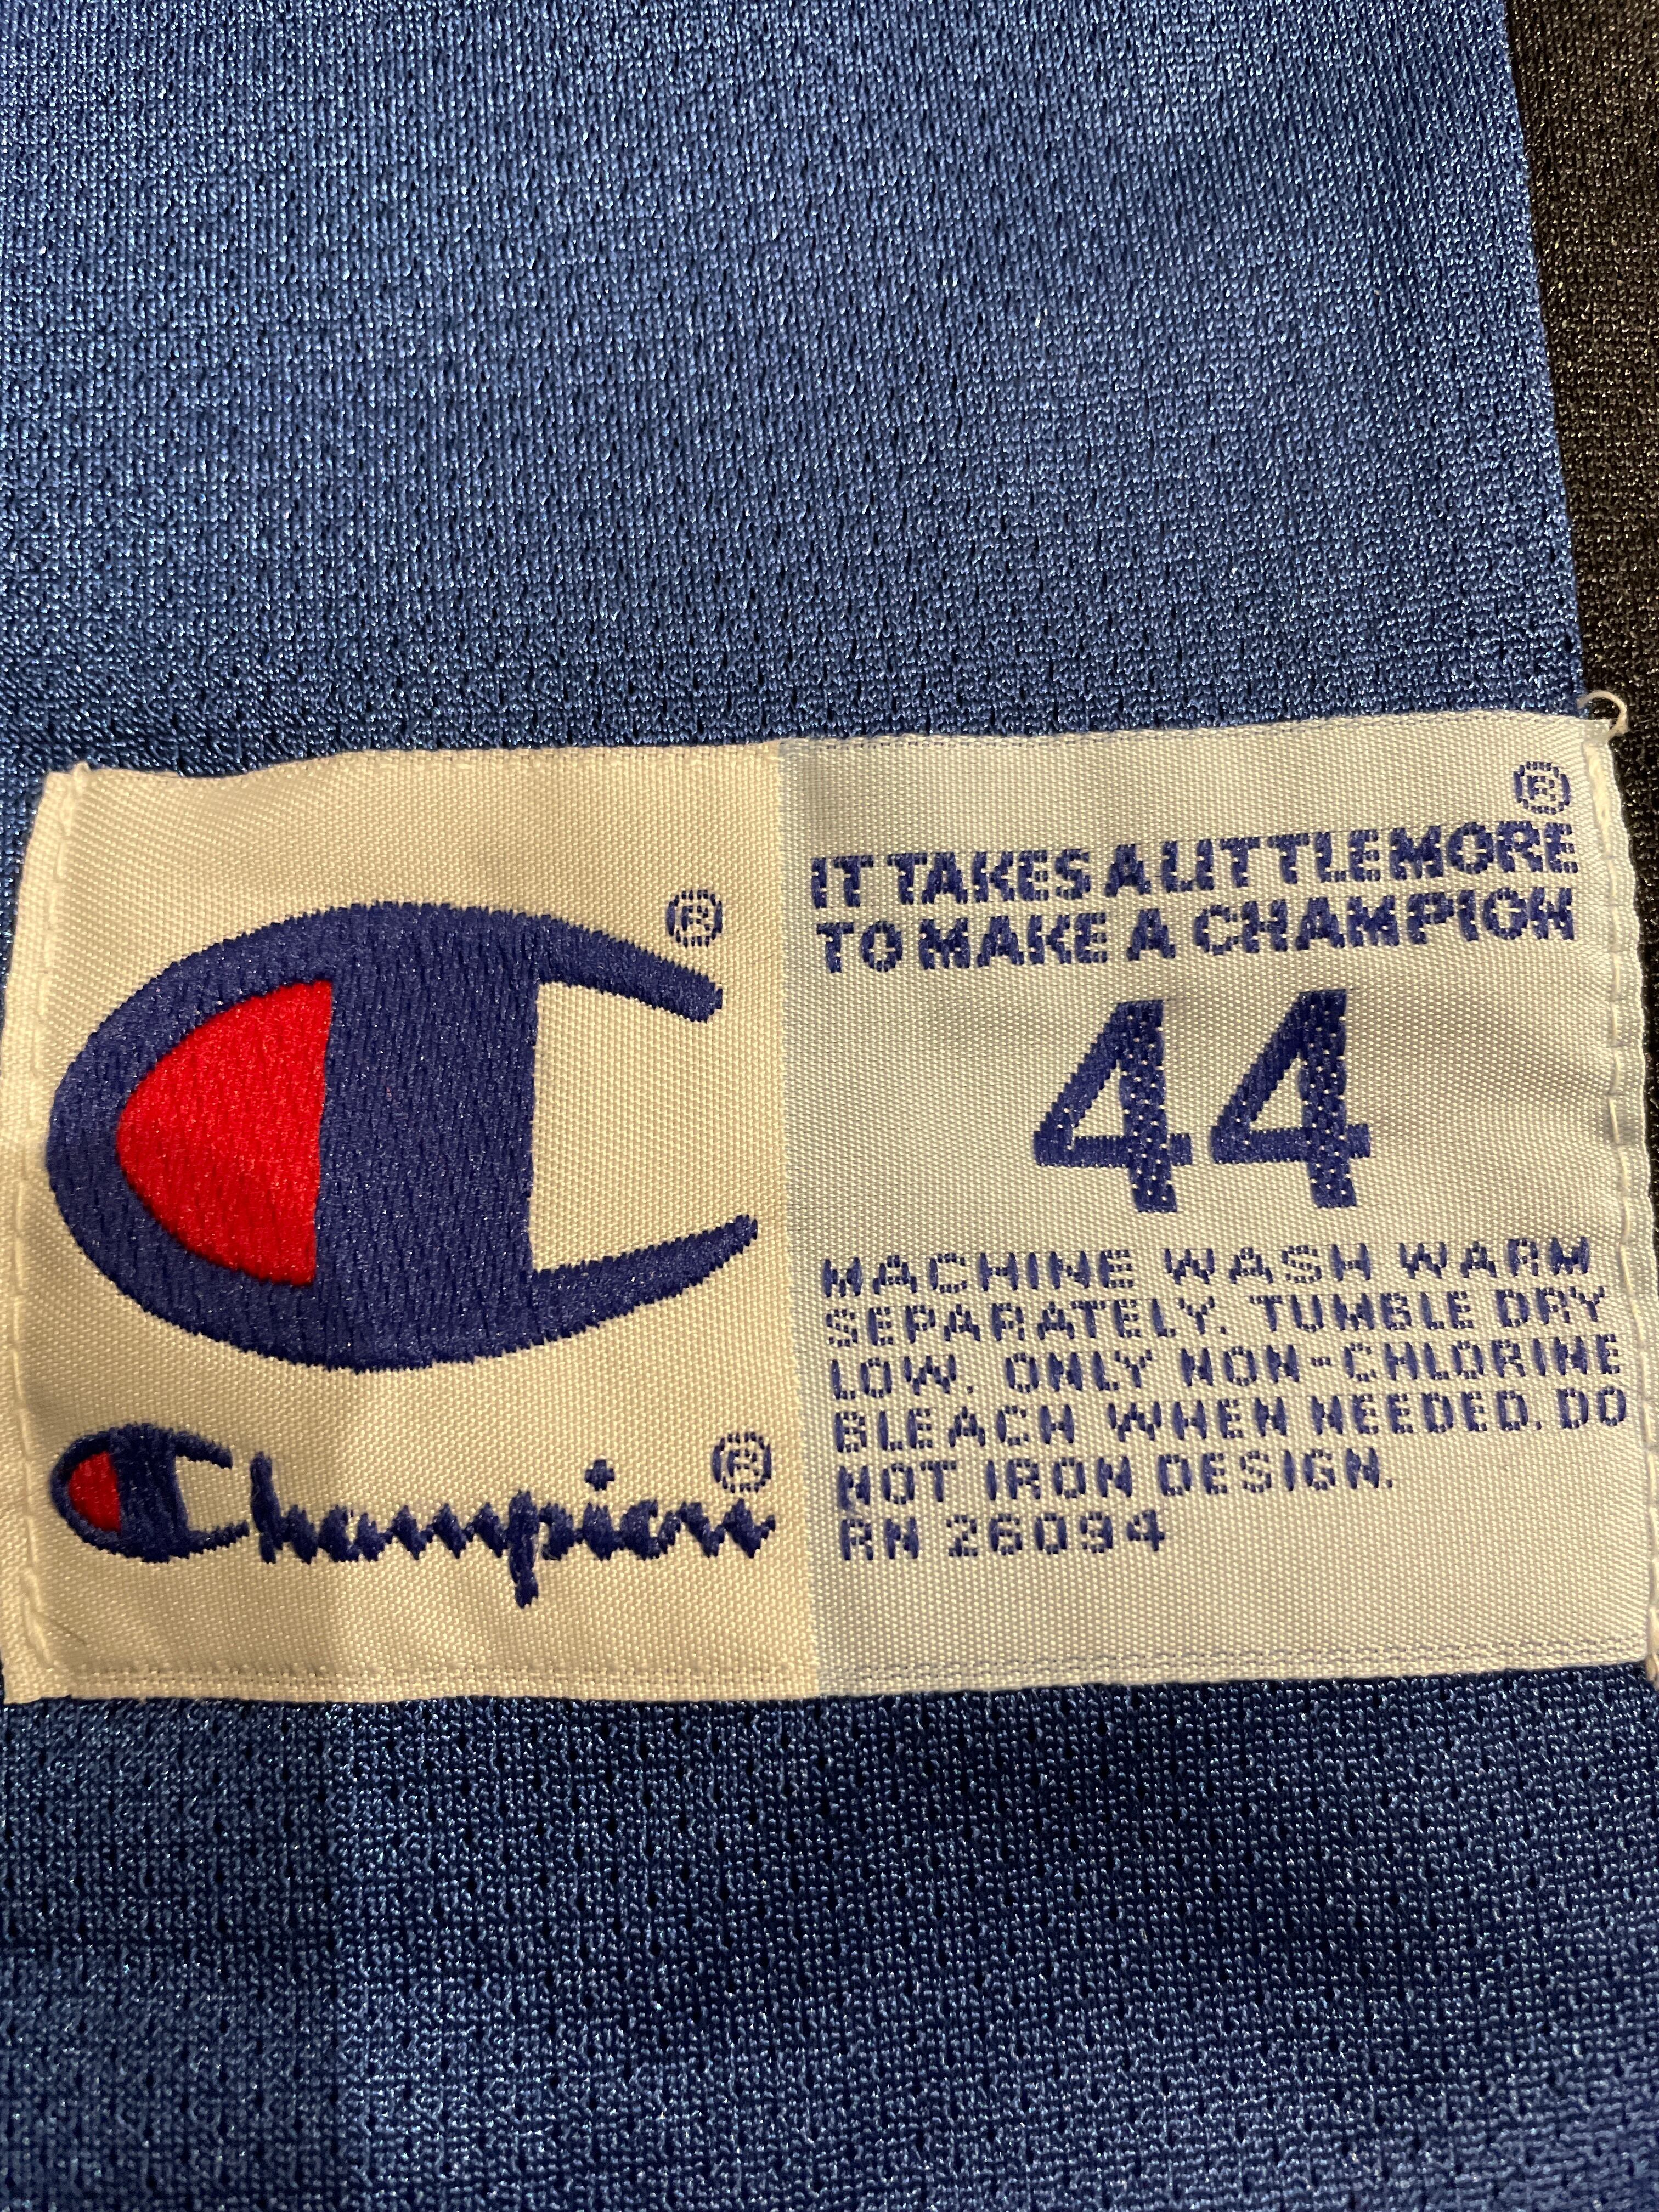 ®
Champion®
®
IT TAKES A LITTLE MORE
TO MAKE A CHAMPION
44
MACHINE WASH WARM
SEPARATELY. TUMBLE DRY
LOW. ONLY NON-CHLORINE
BLEACH WHEN NEEDED. DO
NOT IRON DESIGN.
RN 26094